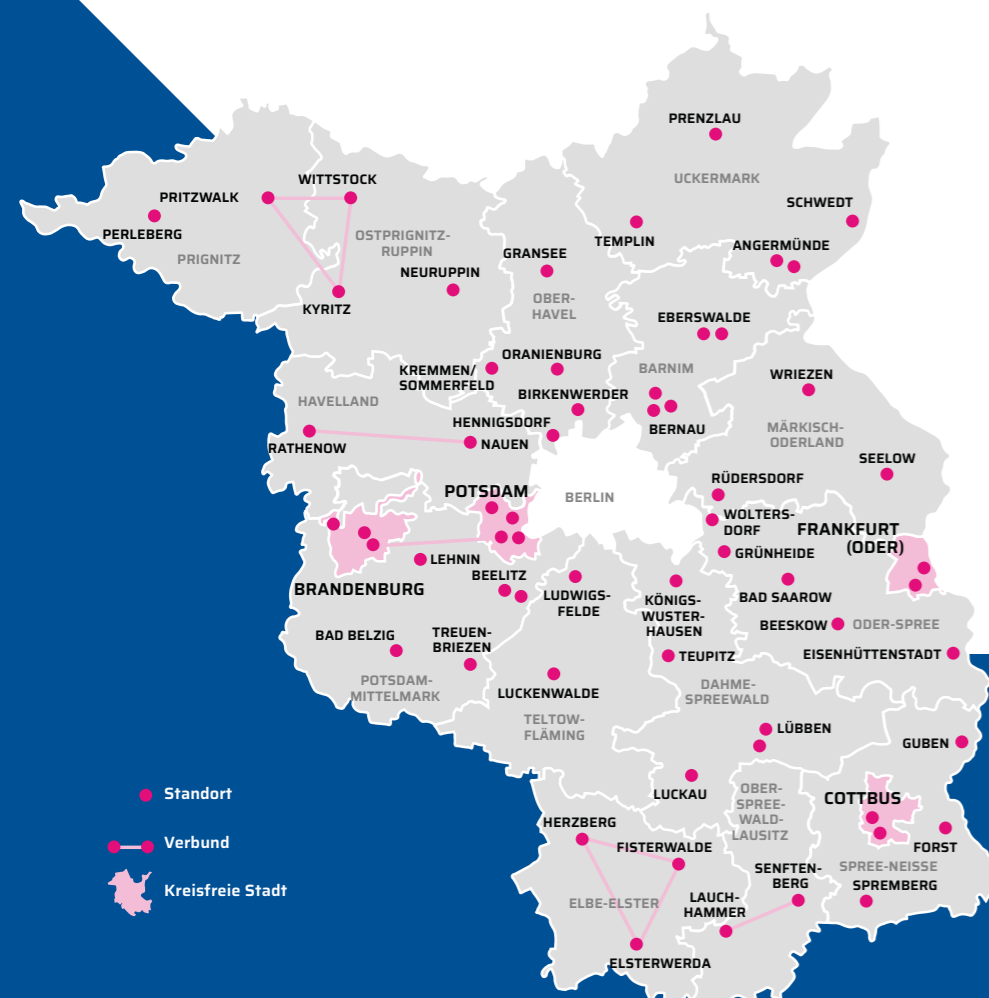 PRENZLAU
UCKERMARK
WITTSTOCK
PRITZWALK
SCHWEDT
PERLEBERG
OSTPRIGNITZ-
RUPPIN
TEMPLIN
ANGERMÜNDE
GRANSEE
PRIGNITZ
NEURUPPIN
KYRITZ
OBER-
HAVEL
EBERSWALDE
ORANIENBURG
KREMMEN/
SOMMERFELD
BARNIM
WRIEZEN
BIRKENWERDER
HAVELLAND
HENNIGSDORF
BERNAU
MÄRKISCH-
ODERLAND
RATHENOW
NAUEN
SEELOW
RÜDERSDORF
POTSDAM
BERLIN
WOLTERS-
DORF
FRANKFURT
(ODER)
GRÜNHEIDE
LEHNIN
BEELITZ
BRANDENBURG
LUDWIGS-
FELDE
KÖNIGS-
WUSTER-
HAUSEN
BAD SAAROW
BEESKOW
ODER-SPREE
BAD BELZIG
TREUEN-
BRIEZEN
TEUPITZ
EISENHÜTTENSTADT
POTSDAM-
MITTELMARK
LUCKENWALDE
DAHME-
SPREEWALD
TELTOW-
FLÄMING
LÜBBEN
GUBEN
LUCKAU
OBER-
SPREE-
WALD-
LAUSITZ
COTTBUS
HERZBERG
FISTERWALDE
FORST
SENFTEN-
BERG
SPREE-NEISSE
SPREMBERG
LAUCH-
HAMMER
ELBE-ELSTER
ELSTERWERDA
Standort
Verbund
Kreisfreie Stadt